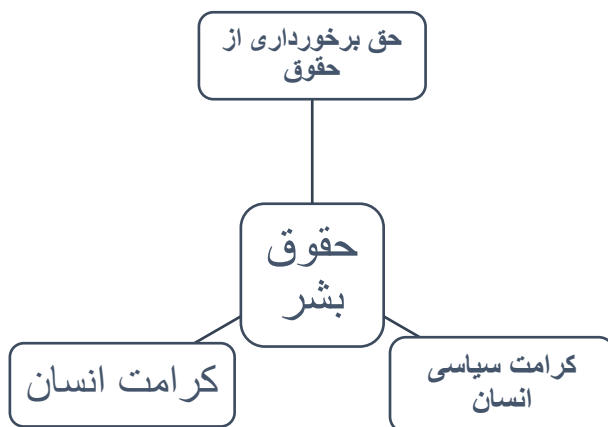 حق برخورداری از
حقوق
حقوق
بشر
کرامت سیاسی
انسان
کرامت انسان